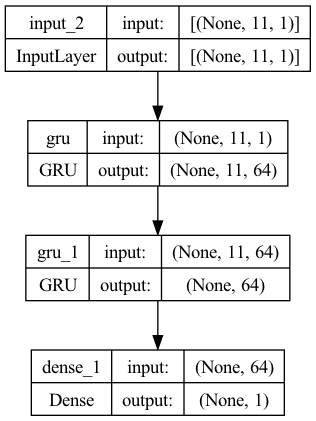 input_2 input: [(None, 11, 1)]
InputLayer output: [(None, 11, 1)]
gru input: (None, 11, 1)
GRU output: (None, 11, 64)
gru_1 input: (None, 11, 64)
GRU output: (None, 64)
dense_1 input: (None, 64)
Dense output: (None, 1)